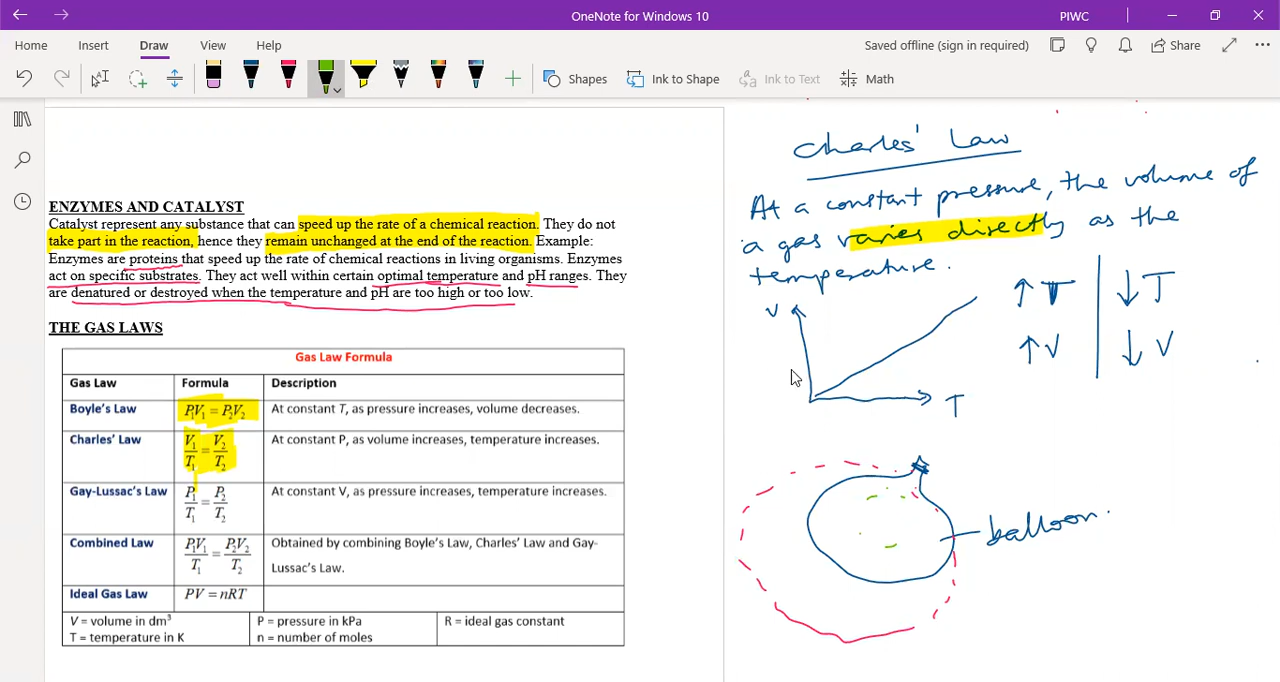 OneNote for Windows 10
PIWC
Home Insert Draw View Help
Saved offline (sign in required)
Share
Shapes
Ink to Shape
Ink to Text
Math
ENZYMES AND CATALYST
Catalyst represent any substance that can speed up the rate of a chemical reaction. They do not
take part in the reaction, hence they remain unchanged at the end of the reaction. Example:
Enzymes are proteins that speed up the rate of chemical reactions in living organisms. Enzymes
act on specific substrates. They act well within certain optimal temperature and pH ranges. They
are denatured or destroyed when the temperature and pH are too high or too low.
THE GAS LAWS
Gas Law Formula
Gas Law Formula Description
Boyle's Law P₁V₁ = P₂V₂ At constant T, as pressure increases, volume decreases.
Charles' Law V₁/T₁ = V₂/T₂ At constant P, as volume increases, temperature increases.
Gay-Lussac's Law P₁/T₁ = P₂/T₂ At constant V, as pressure increases, temperature increases.
Combined Law P₁V₁/T₁ = P₂V₂/T₂ Obtained by combining Boyle's Law, Charles' Law and Gay-
Lussac's Law.
Ideal Gas Law PV = nRT
V = volume in dm³ P = pressure in kPa R = ideal gas constant
T = temperature in K n = number of moles
Charles' Law
At a constant pressure, the volume of
a gas varies directly as the
temperature.
V
T
↑ T ↓ T
↑ V ↓ V
balloon.